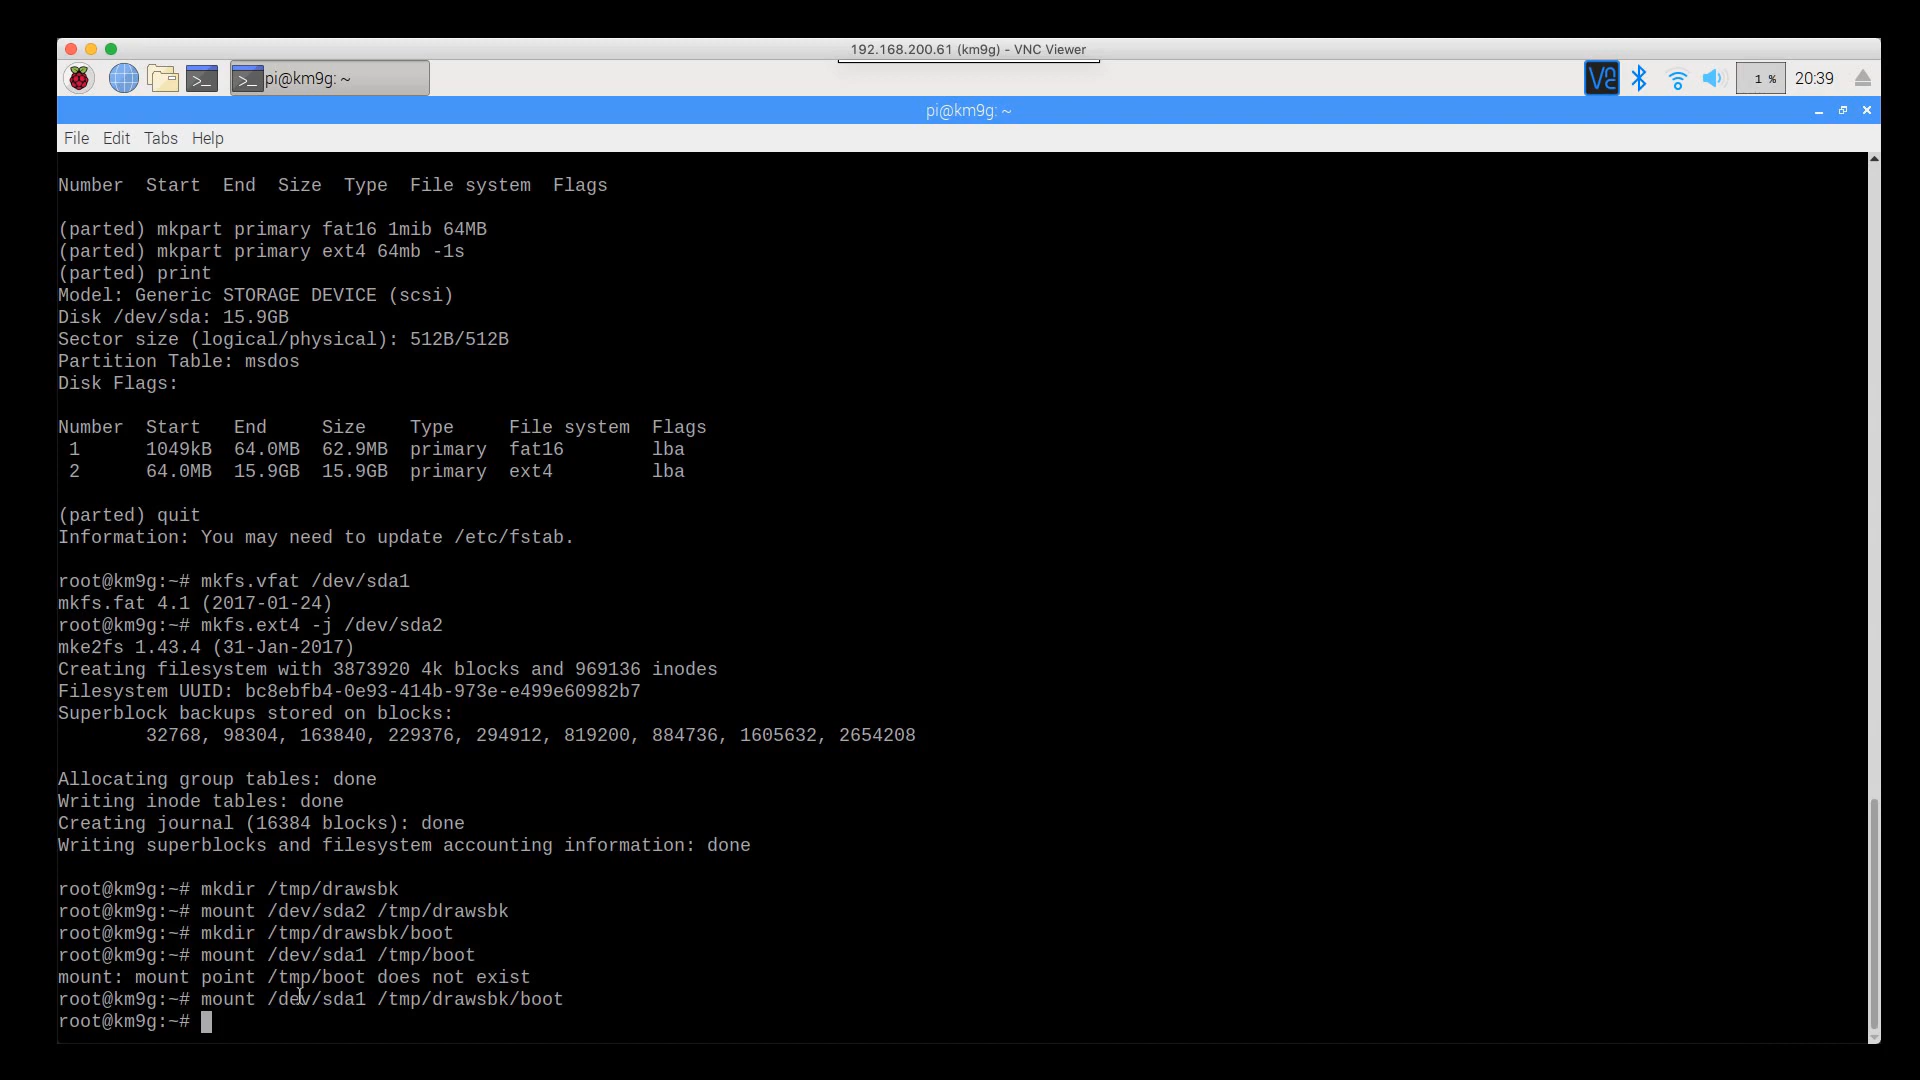 192.168.200.61 (km9g) - VNC Viewer
pi@km9g: ~
1 %
20:39
pi@km9g: ~
File Edit Tabs Help
Number  Start  End  Size  Type  File system  Flags
(parted) mkpart primary fat16 1mib 64MB
(parted) mkpart primary ext4 64mb -1s
(parted) print
Model: Generic STORAGE DEVICE (scsi)
Disk /dev/sda: 15.9GB
Sector size (logical/physical): 512B/512B
Partition Table: msdos
Disk Flags:
Number  Start   End     Size    Type     File system  Flags
 1      1049kB  64.0MB  62.9MB  primary  fat16        lba
 2      64.0MB  15.9GB  15.9GB  primary  ext4         lba
(parted) quit
Information: You may need to update /etc/fstab.
root@km9g:~# mkfs.vfat /dev/sda1
mkfs.fat 4.1 (2017-01-24)
root@km9g:~# mkfs.ext4 -j /dev/sda2
mke2fs 1.43.4 (31-Jan-2017)
Creating filesystem with 3873920 4k blocks and 969136 inodes
Filesystem UUID: bc8ebfb4-0e93-414b-973e-e499e60982b7
Superblock backups stored on blocks:
        32768, 98304, 163840, 229376, 294912, 819200, 884736, 1605632, 2654208
Allocating group tables: done
Writing inode tables: done
Creating journal (16384 blocks): done
Writing superblocks and filesystem accounting information: done
root@km9g:~# mkdir /tmp/drawsbk
root@km9g:~# mount /dev/sda2 /tmp/drawsbk
root@km9g:~# mkdir /tmp/drawsbk/boot
root@km9g:~# mount /dev/sda1 /tmp/boot
mount: mount point /tmp/boot does not exist
root@km9g:~# mount /dev/sda1 /tmp/drawsbk/boot
root@km9g:~#